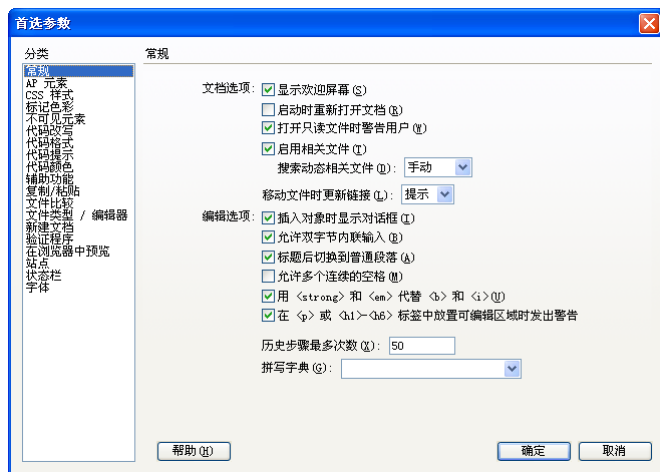 首选参数
分类
常规
AP 元素
CSS 样式
标记色彩
不可见元素
代码改写
代码格式
代码提示
代码颜色
辅助功能
复制/粘贴
文件比较
文件类型 / 编辑器
新建文档
验证程序
在浏览器中预览
站点
状态栏
字体
常规
文档选项: 显示欢迎屏幕(S)
启动时重新打开文档(R)
打开只读文件时警告用户(W)
启用相关文件(T)
搜索动态相关文件(D): 手动
移动文件时更新链接(L): 提示
编辑选项: 插入对象时显示对话框(I)
允许双字节内联输入(B)
标题后切换到普通段落(A)
允许多个连续的空格(M)
用 <strong> 和 <em> 代替 <b> 和 <i>(U)
在 <p> 或 <h1>-<h6> 标签中放置可编辑区域时发出警告
历史步骤最多次数(X): 50
拼写字典(G):
帮助(H) 确定 取消